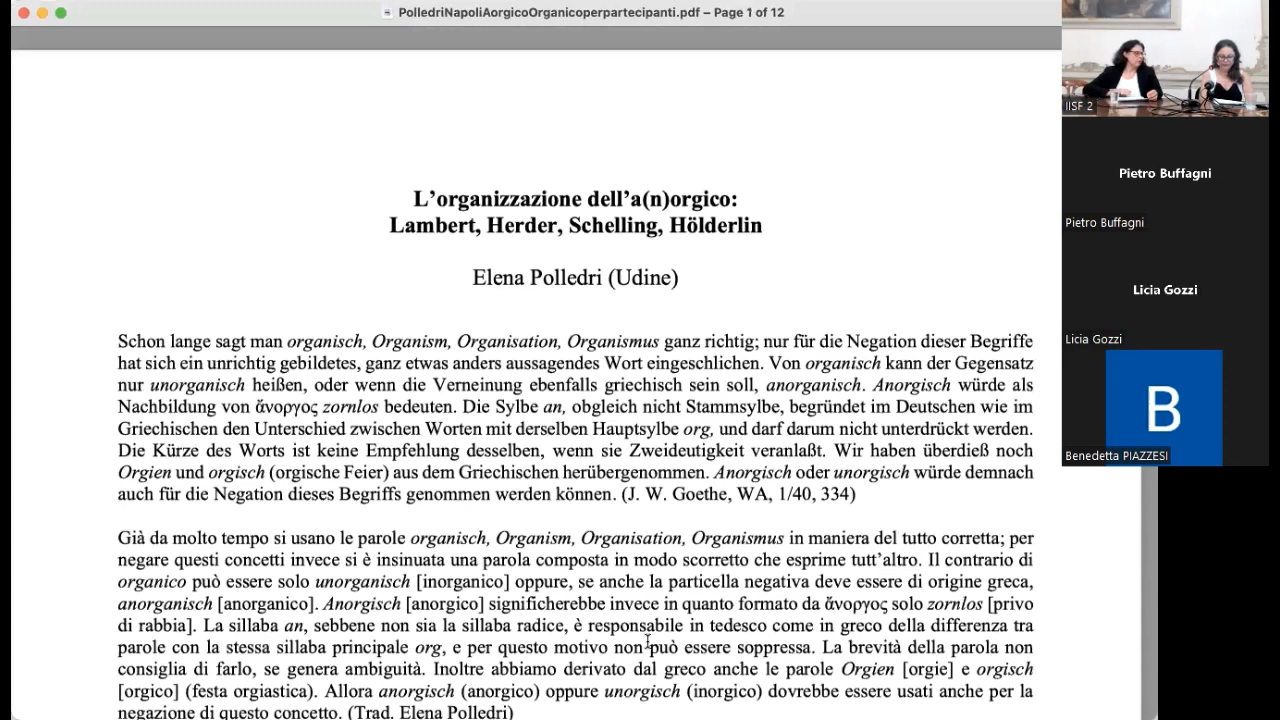 PolledriNapoliAorgicoOrganicoperpartecipanti.pdf – Page 1 of 12
L’organizzazione dell’a(n)orgico:
Lambert, Herder, Schelling, Hölderlin
Elena Polledri (Udine)
Schon lange sagt man organisch, Organism, Organisation, Organismus ganz richtig; nur für die Negation dieser Begriffe
hat sich ein unrichtig gebildetes, ganz etwas anders aussagendes Wort eingeschlichen. Von organisch kann der Gegensatz
nur unorganisch heißen, oder wenn die Verneinung ebenfalls griechisch sein soll, anorganisch. Anorgisch würde als
Nachbildung von ἄνοργος zornlos bedeuten. Die Sylbe an, obgleich nicht Stammsylbe, begründet im Deutschen wie im
Griechischen den Unterschied zwischen Worten mit derselben Hauptsylbe org, und darf darum nicht unterdrückt werden.
Die Kürze des Worts ist keine Empfehlung desselben, wenn sie Zweideutigkeit veranlaßt. Wir haben überdieß noch
Orgien und orgisch (orgische Feier) aus dem Griechischen herübergenommen. Anorgisch oder unorgisch würde demnach
auch für die Negation dieses Begriffs genommen werden können. (J. W. Goethe, WA, 1/40, 334)
Già da molto tempo si usano le parole organisch, Organism, Organisation, Organismus in maniera del tutto corretta; per
negare questi concetti invece si è insinuata una parola composta in modo scorretto che esprime tutt’altro. Il contrario di
organico può essere solo unorganisch [inorganico] oppure, se anche la particella negativa deve essere di origine greca,
anorganisch [anorganico]. Anorgisch [anorgico] significherebbe invece in quanto formato da ἄνοργος solo zornlos [privo
di rabbia]. La sillaba an, sebbene non sia la sillaba radice, è responsabile in tedesco come in greco della differenza tra
parole con la stessa sillaba principale org, e per questo motivo non può essere soppressa. La brevità della parola non
consiglia di farlo, se genera ambiguità. Inoltre abbiamo derivato dal greco anche le parole Orgien [orgie] e orgisch
[orgico] (festa orgiastica). Allora anorgisch (anorgico) oppure unorgisch (inorgico) dovrebbe essere usati anche per la
negazione di questo concetto. (Trad. Elena Polledri)
IISF 2
Pietro Buffagni
Pietro Buffagni
Licia Gozzi
Licia Gozzi
B
Benedetta PIAZZESI